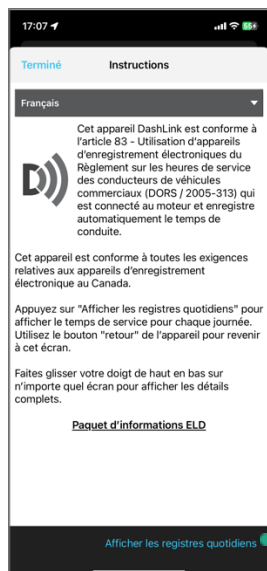 17:07
55
Terminé
Instructions
Français
Cet appareil DashLink est conforme à
l'article 83 - Utilisation d'appareils
d'enregistrement électroniques du
Règlement sur les heures de service
des conducteurs de véhicules
commerciaux (DORS / 2005-313) qui
est connecté au moteur et enregistre
automatiquement le temps de
conduite.
Cet appareil est conforme à toutes les exigences
relatives aux appareils d'enregistrement
électronique au Canada.
Appuyez sur "Afficher les registres quotidiens" pour
afficher le temps de service pour chaque journée.
Utilisez le bouton "retour" de l'appareil pour revenir
à cet écran.
Faites glisser votre doigt de haut en bas sur
n'importe quel écran pour afficher les détails
complets.
Paquet d'informations ELD
Afficher les registres quotidiens